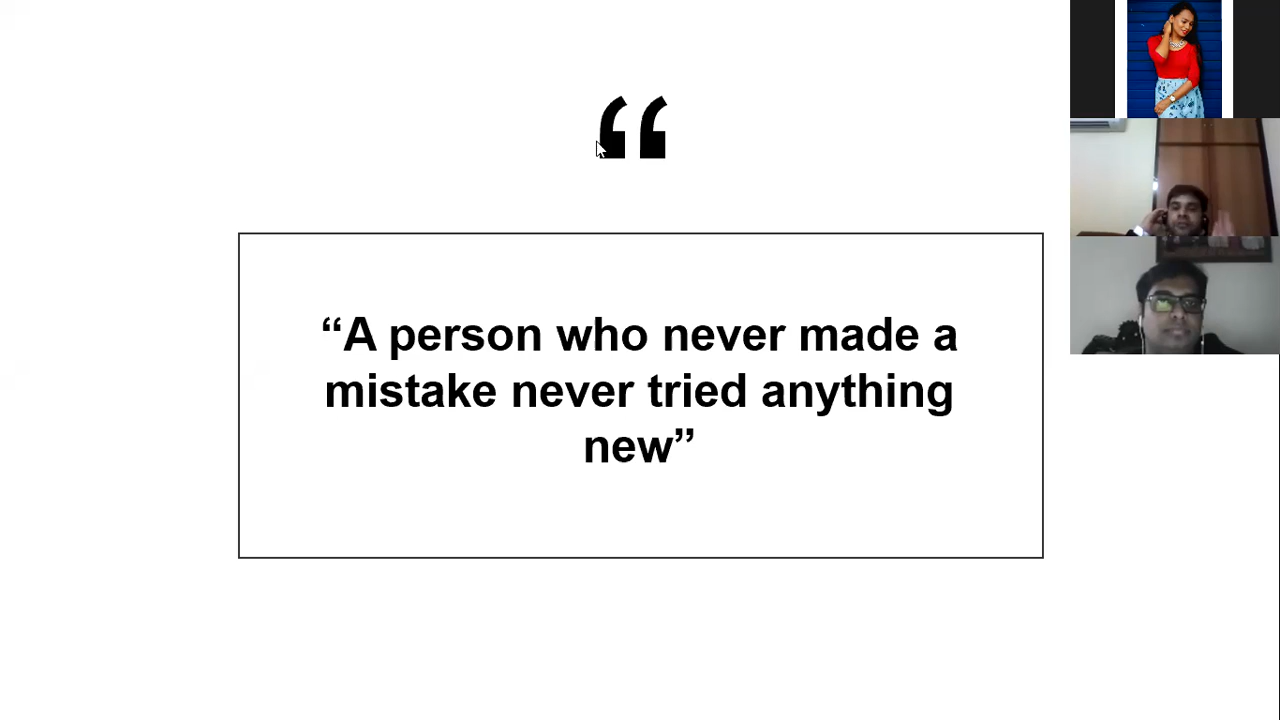 “
“A person who never made a
mistake never tried anything
new”